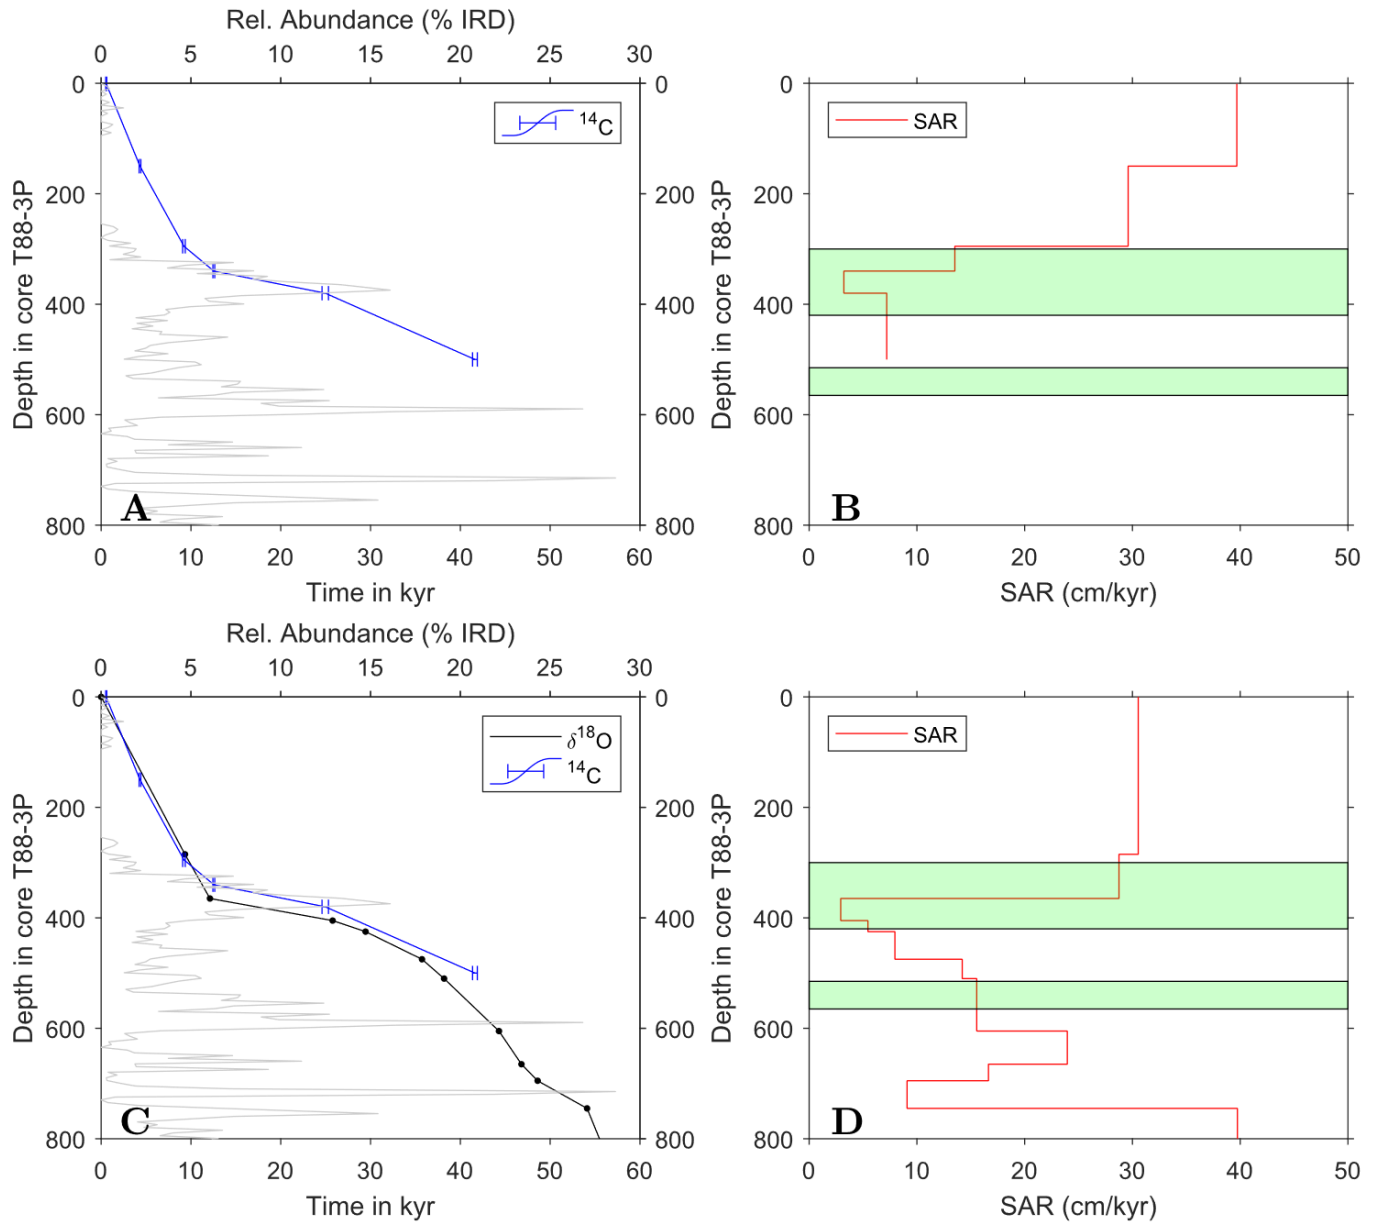 Rel. Abundance (% IRD)
0 5 10 15 20 25 30
0 200 400 600 800
Depth in core T88-3P
¹⁴C
A
0 200 400 600 800
0 10 20 30 40 50 60
Time in kyr
Depth in core T88-3P
0 200 400 600 800
SAR
B
0 10 20 30 40 50
SAR (cm/kyr)
Rel. Abundance (% IRD)
0 5 10 15 20 25 30
0 200 400 600 800
Depth in core T88-3P
δ¹⁸O
¹⁴C
C
0 200 400 600 800
0 10 20 30 40 50 60
Time in kyr
Depth in core T88-3P
0 200 400 600 800
SAR
D
0 10 20 30 40 50
SAR (cm/kyr)